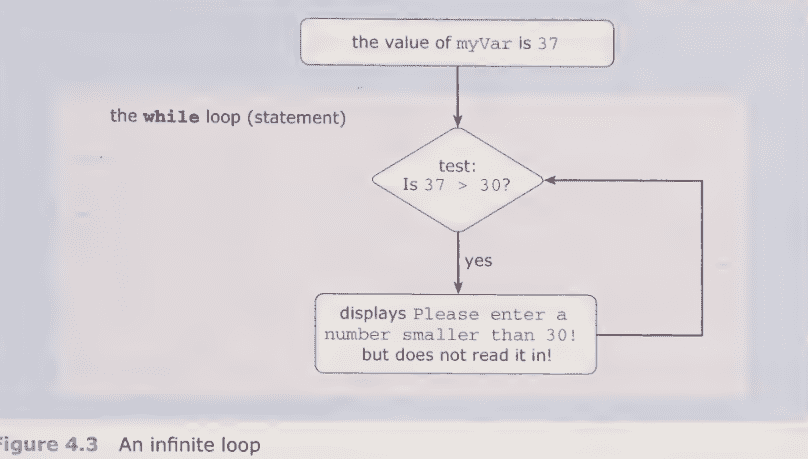 the value of myVar is 37
the while loop (statement)
test:
Is 37 > 30?
yes
displays Please enter a
number smaller than 30!
but does not read it in!
Figure 4.3 An infinite loop